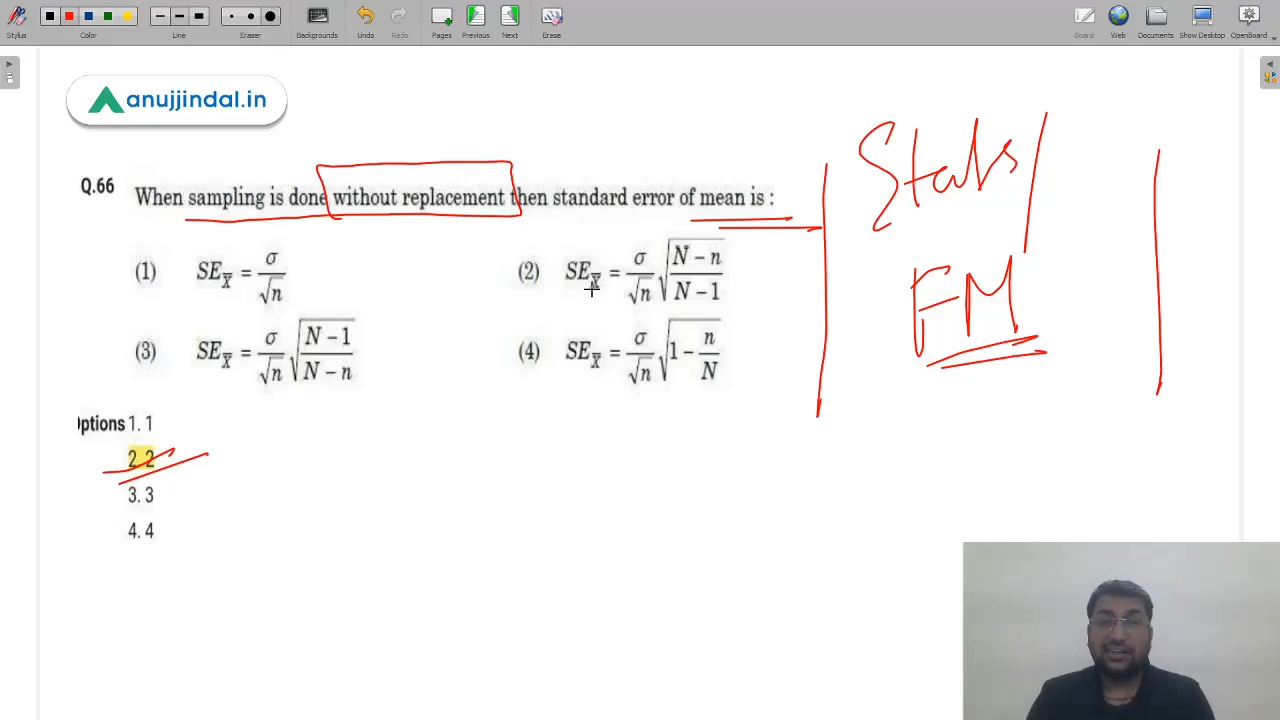 Stylus Color Line Eraser Backgrounds Undo Redo Pages Previous Next Erase Board Web Documents Show Desktop OpenBoard
anujjindal.in
Q.66 When sampling is done without replacement then standard error of mean is :
(1) SE_X̅ = σ/√n (2) SE_X̅ = σ/√n √((N − n)/(N − 1))
(3) SE_X̅ = σ/√n √((N − 1)/(N − n)) (4) SE_X̅ = σ/√n √(1 − n/N)
Options 1. 1
2. 2
3. 3
4. 4
Stats/
FM